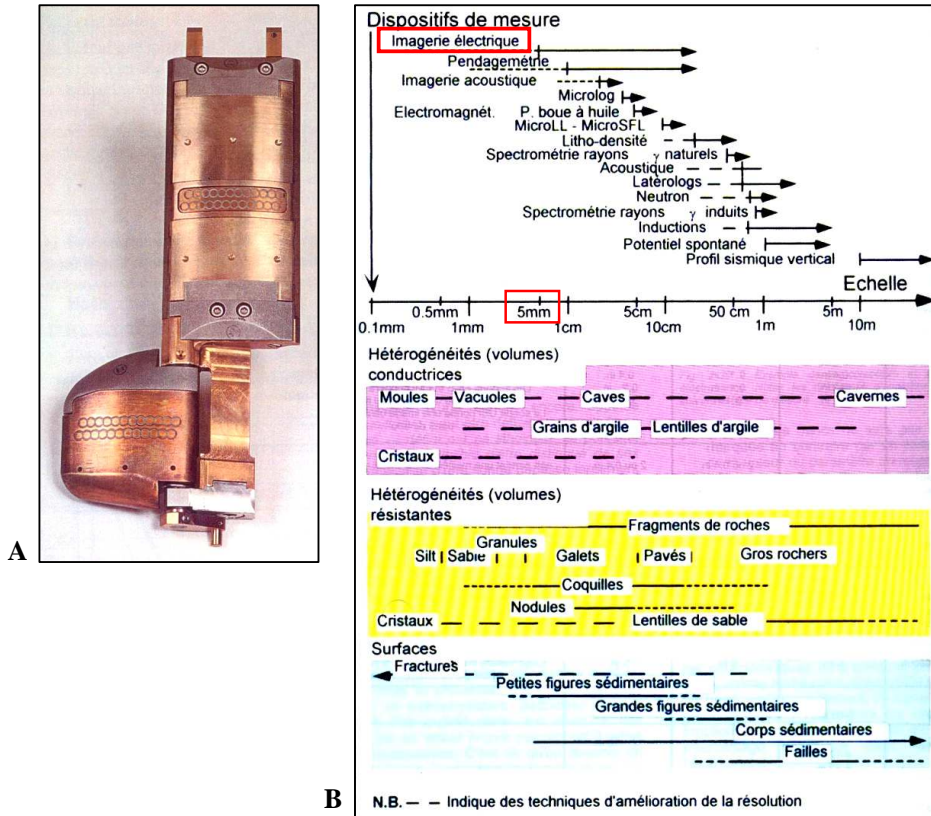 A
B
Dispositifs de mesure
Imagerie électrique
Pendagemétrie
Imagerie acoustique
Microlog
Electromagnét. P. boue à huile
MicroLL - MicroSFL
Litho-densité
Spectrométrie rayons γ naturels
Acoustique
Latérologs
Neutron
Spectrométrie rayons γ induits
Inductions
Potentiel spontané
Profil sismique vertical
Echelle
0.5mm 5mm 5cm 50 cm 5m
0.1mm 1mm 1cm 10cm 1m 10m
Hétérogénéités (volumes)
conductrices
Moules Vacuoles Caves Cavernes
Grains d'argile Lentilles d'argile
Cristaux
Hétérogénéités (volumes)
résistantes
Fragments de roches
Granules
Silt Sable Galets Pavés Gros rochers
Coquilles
Nodules
Cristaux Lentilles de sable
Surfaces
Fractures
Petites figures sédimentaires
Grandes figures sédimentaires
Corps sédimentaires
Failles
N.B. — — Indique des techniques d'amélioration de la résolution